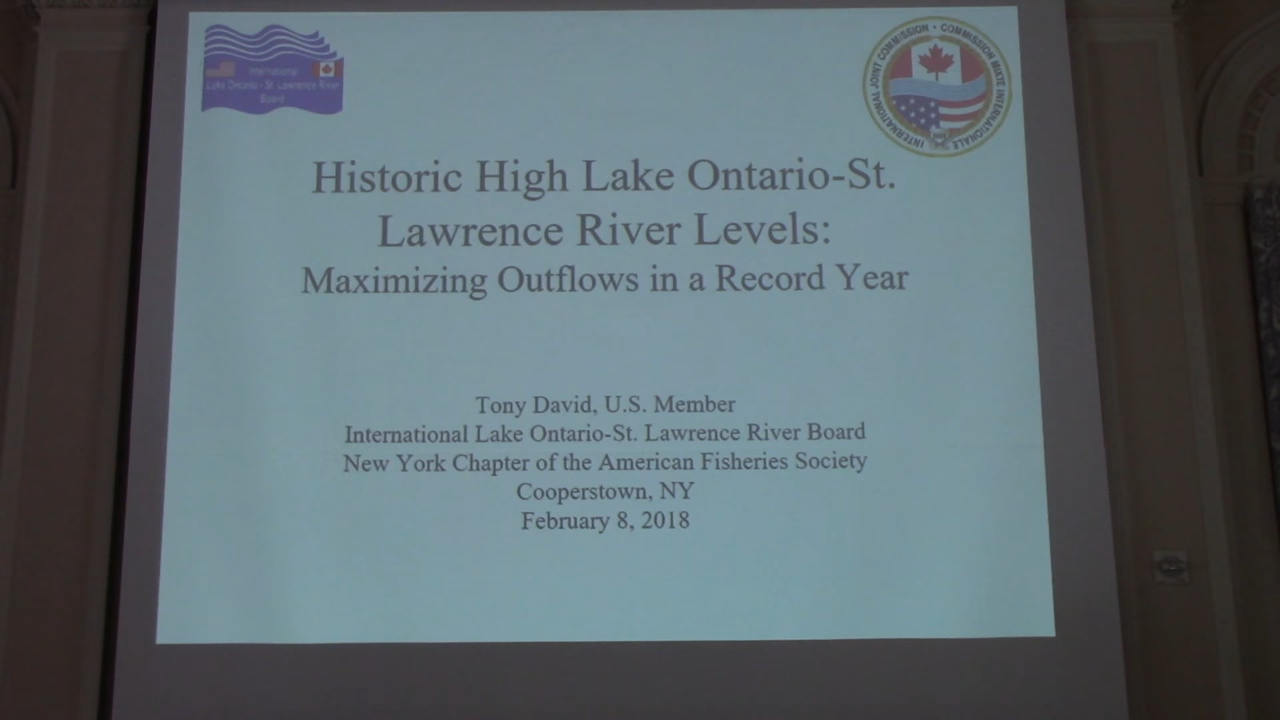 International
Lake Ontario - St. Lawrence River
Board
INTERNATIONAL JOINT COMMISSION • COMMISSION MIXTE INTERNATIONALE
Historic High Lake Ontario-St.
Lawrence River Levels:
Maximizing Outflows in a Record Year
Tony David, U.S. Member
International Lake Ontario-St. Lawrence River Board
New York Chapter of the American Fisheries Society
Cooperstown, NY
February 8, 2018